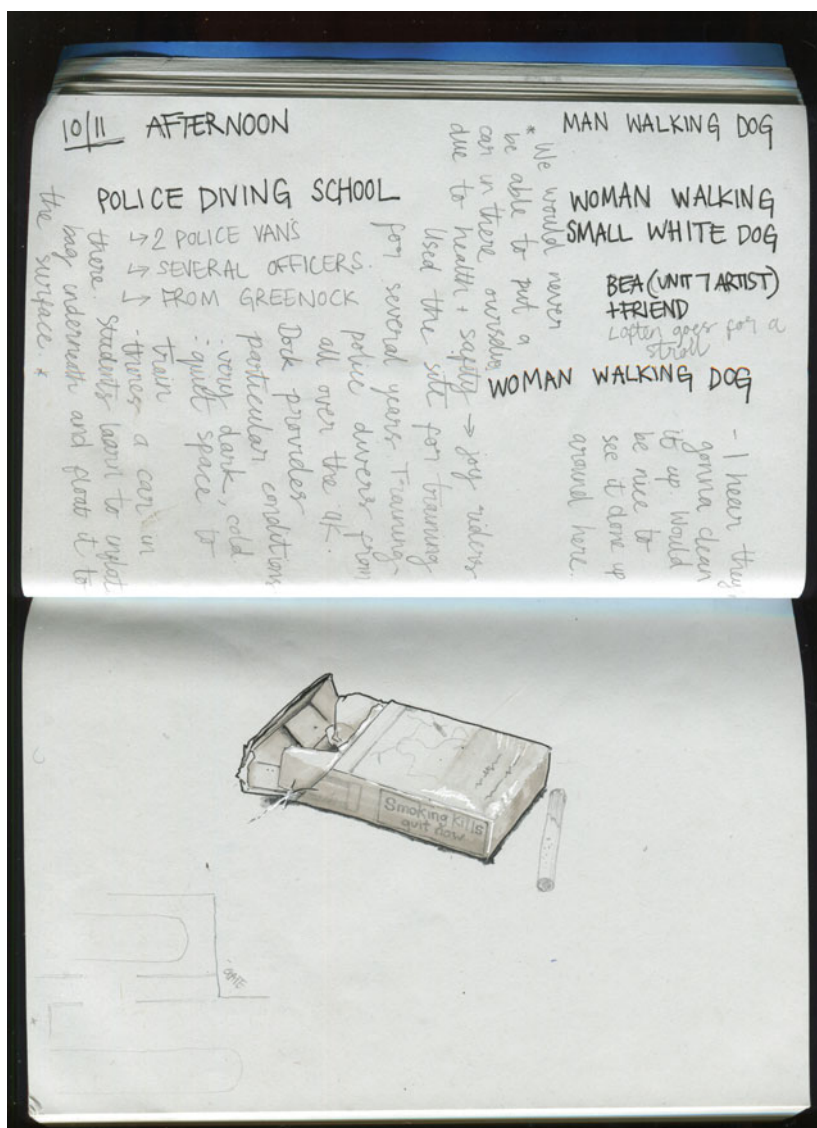 10/11 AFTERNOON
POLICE DIVING SCHOOL
↳ 2 POLICE VANS
↳ SEVERAL OFFICERS.
↳ FROM GREENOCK
* We would never
be able to put a
car in there ourselves
due to health + safety → joy riders
Used the site for training
for several years. Training
police divers from
all over the UK.
Dock provides
particular conditions
· very dark, cold
· quiet space to
train
- theres a car in
there. Students learn to inflat
bag underneath and float it to
the surface. *
MAN WALKING DOG
WOMAN WALKING
SMALL WHITE DOG
BEA (UNIT 7 ARTIST)
+ FRIEND
↳ often goes for a
stroll
WOMAN WALKING DOG
- I hear they
gonna clean
it up. Would
be nice to
see it done up
around here.
Smoking kills
quit now
GATE